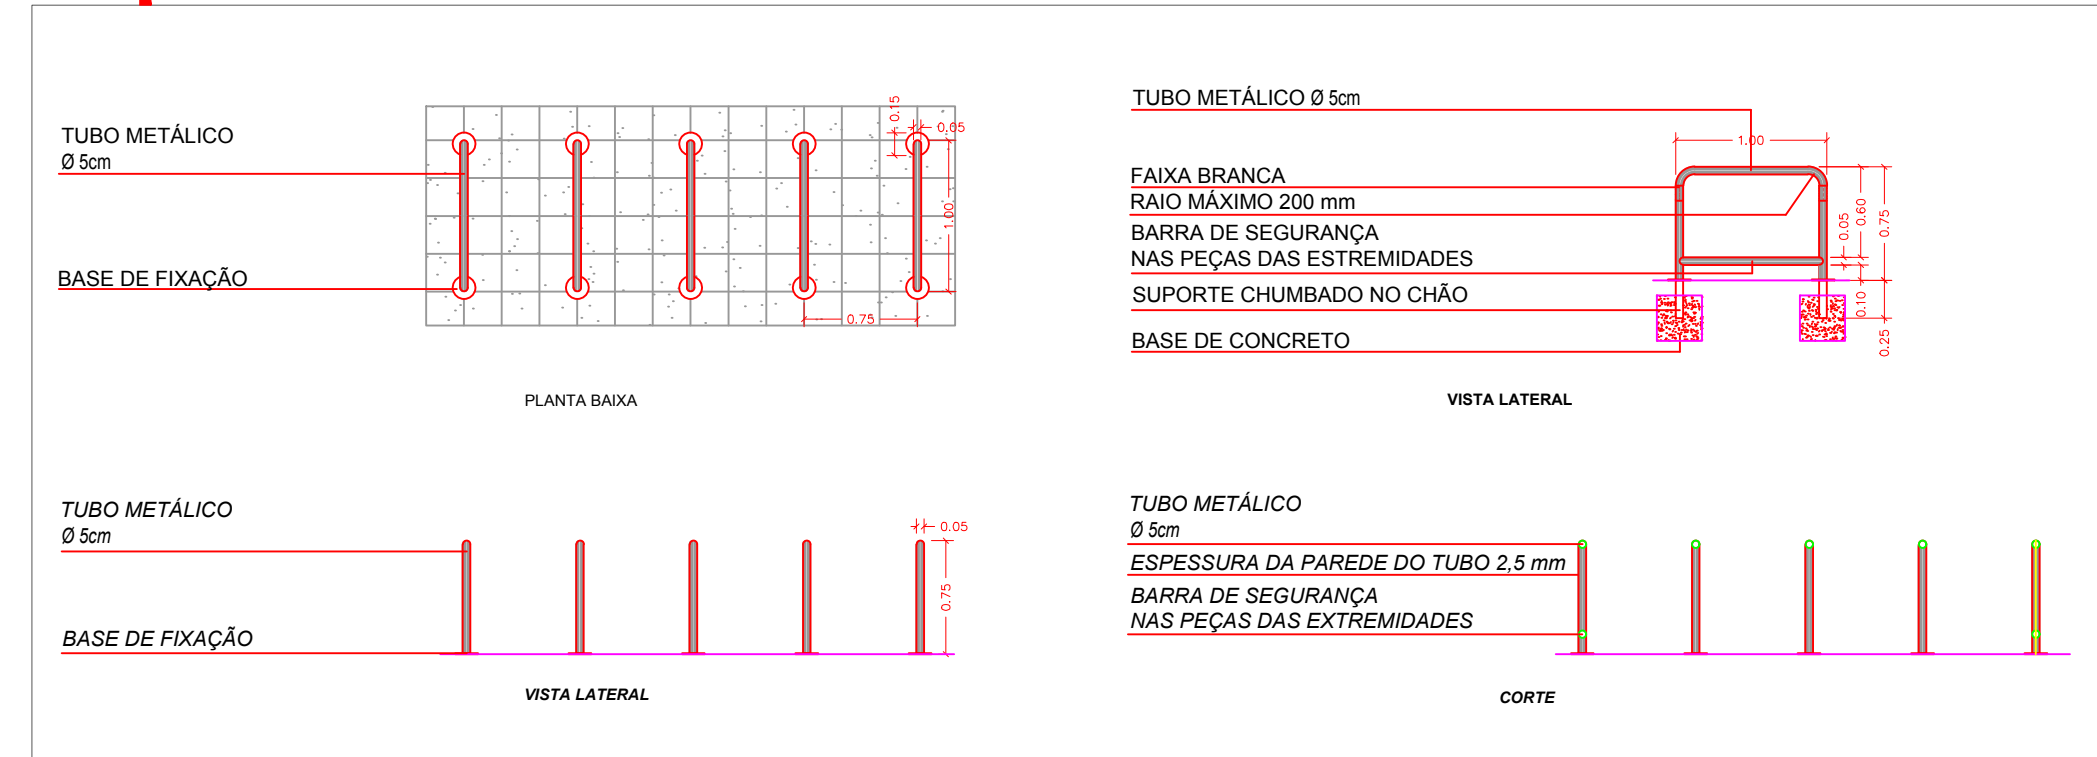 TUBO METÁLICO
Ø 5cm
BASE DE FIXAÇÃO
0.15
0.05
1.00
0.75
PLANTA BAIXA
TUBO METÁLICO Ø 5cm
FAIXA BRANCA
RAIO MÁXIMO 200 mm
BARRA DE SEGURANÇA
NAS PEÇAS DAS ESTREMIDADES
SUPORTE CHUMBADO NO CHÃO
BASE DE CONCRETO
1.00
0.05
0.60
0.75
0.10
0.25
VISTA LATERAL
TUBO METÁLICO
Ø 5cm
BASE DE FIXAÇÃO
0.05
0.75
VISTA LATERAL
TUBO METÁLICO
Ø 5cm
ESPESSURA DA PAREDE DO TUBO 2,5 mm
BARRA DE SEGURANÇA
NAS PEÇAS DAS EXTREMIDADES
CORTE